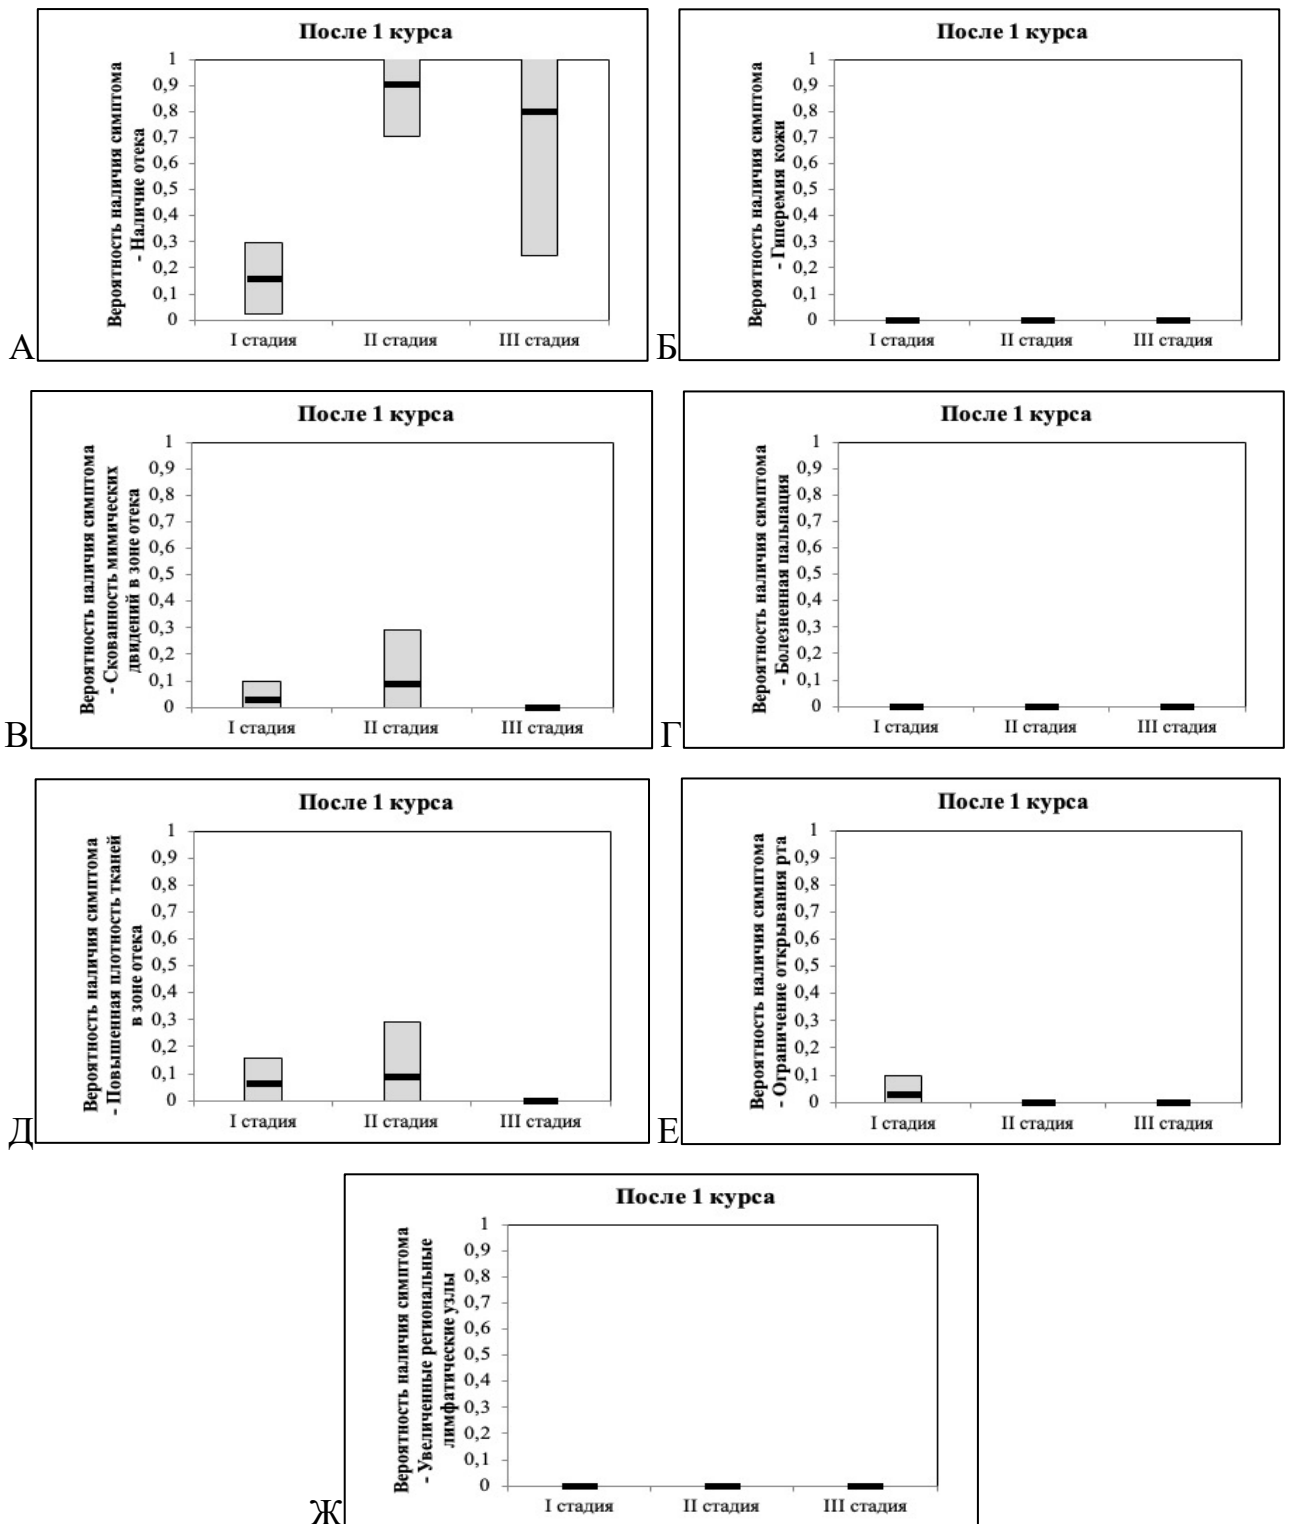 После 1 курса
Вероятность наличия симптома
- Наличие отека
1
0,9
0,8
0,7
0,6
0,5
0,4
0,3
0,2
0,1
0
I стадия II стадия III стадия
А
После 1 курса
Вероятность наличия симптома
- Гиперемия кожи
1
0,9
0,8
0,7
0,6
0,5
0,4
0,3
0,2
0,1
0
I стадия II стадия III стадия
Б
После 1 курса
Вероятность наличия симптома
- Скованность мимических
двидений в зоне отека
1
0,9
0,8
0,7
0,6
0,5
0,4
0,3
0,2
0,1
0
I стадия II стадия III стадия
В
После 1 курса
Вероятность наличия симптома
- Болезненная пальпация
1
0,9
0,8
0,7
0,6
0,5
0,4
0,3
0,2
0,1
0
I стадия II стадия III стадия
Г
После 1 курса
Вероятность наличия симптома
- Повышенная плотность тканей
в зоне отека
1
0,9
0,8
0,7
0,6
0,5
0,4
0,3
0,2
0,1
0
I стадия II стадия III стадия
Д
После 1 курса
Вероятность наличия симптома
- Ограничение открывания рта
1
0,9
0,8
0,7
0,6
0,5
0,4
0,3
0,2
0,1
0
I стадия II стадия III стадия
Е
После 1 курса
Вероятность наличия симптома
- Увеличенные региональные
лимфатические узлы
1
0,9
0,8
0,7
0,6
0,5
0,4
0,3
0,2
0,1
0
I стадия II стадия III стадия
Ж